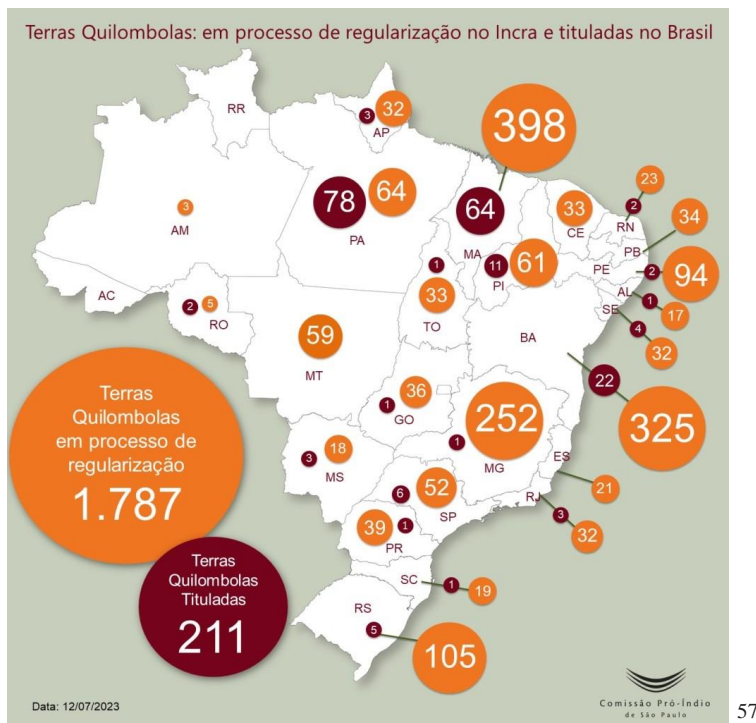 Terras Quilombolas: em processo de regularização no Incra e tituladas no Brasil
RR
3
32
AP
398
3
AM
78
64
PA
64
MA
33
CE
23
2
RN
34
PB
11
61
PI
PE
2
94
AL
1
17
SE
4
32
1
33
TO
AC
2
5
RO
59
MT
BA
22
325
1
36
GO
252
1
MG
ES
21
3
18
MS
6
52
SP
RJ
3
32
39
1
PR
SC
1
19
RS
5
105
Terras
Quilombolas
em processo de
regularização
1.787
Terras
Quilombolas
Tituladas
211
Data: 12/07/2023
Comissão Pró-Índio
de São Paulo
57